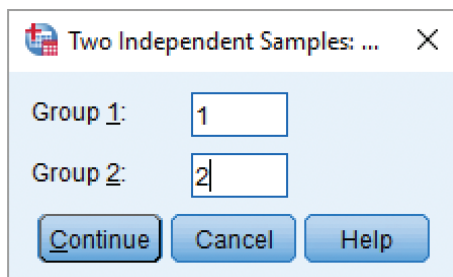 Two Independent Samples: ...
Group 1: 1
Group 2: 2
Continue Cancel Help